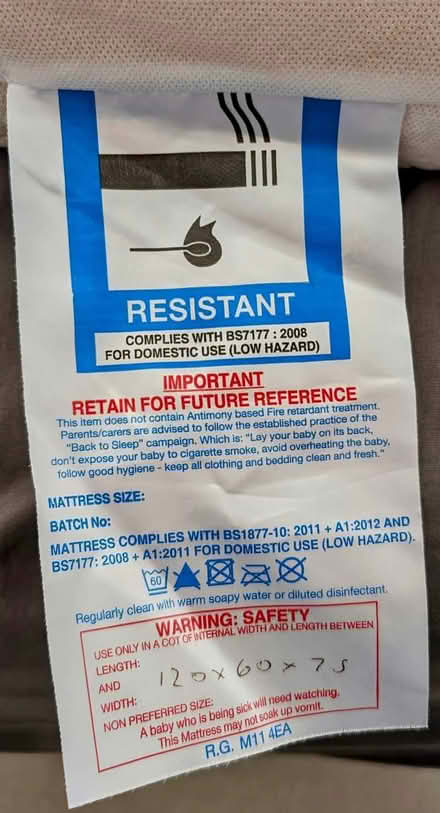 RESISTANT
COMPLIES WITH BS7177 : 2008
FOR DOMESTIC USE (LOW HAZARD)
IMPORTANT
RETAIN FOR FUTURE REFERENCE
This item does not contain Antimony based Fire retardant treatment.
Parents/carers are advised to follow the established practice of the
"Back to Sleep" campaign. Which is: "Lay your baby on its back,
don't expose your baby to cigarette smoke, avoid overheating the baby,
follow good hygiene - keep all clothing and bedding clean and fresh."
MATTRESS SIZE:
BATCH No:
MATTRESS COMPLIES WITH BS1877-10: 2011 + A1:2012 AND
BS7177: 2008 + A1:2011 FOR DOMESTIC USE (LOW HAZARD).
60
Regularly clean with warm soapy water or diluted disinfectant.
WARNING: SAFETY
USE ONLY IN A COT OF INTERNAL WIDTH AND LENGTH BETWEEN
LENGTH:
AND 120 x 60 x 75
WIDTH:
NON PREFERRED SIZE:
A baby who is being sick will need watching.
This Mattress may not soak up vomit.
R.G. M11 4EA